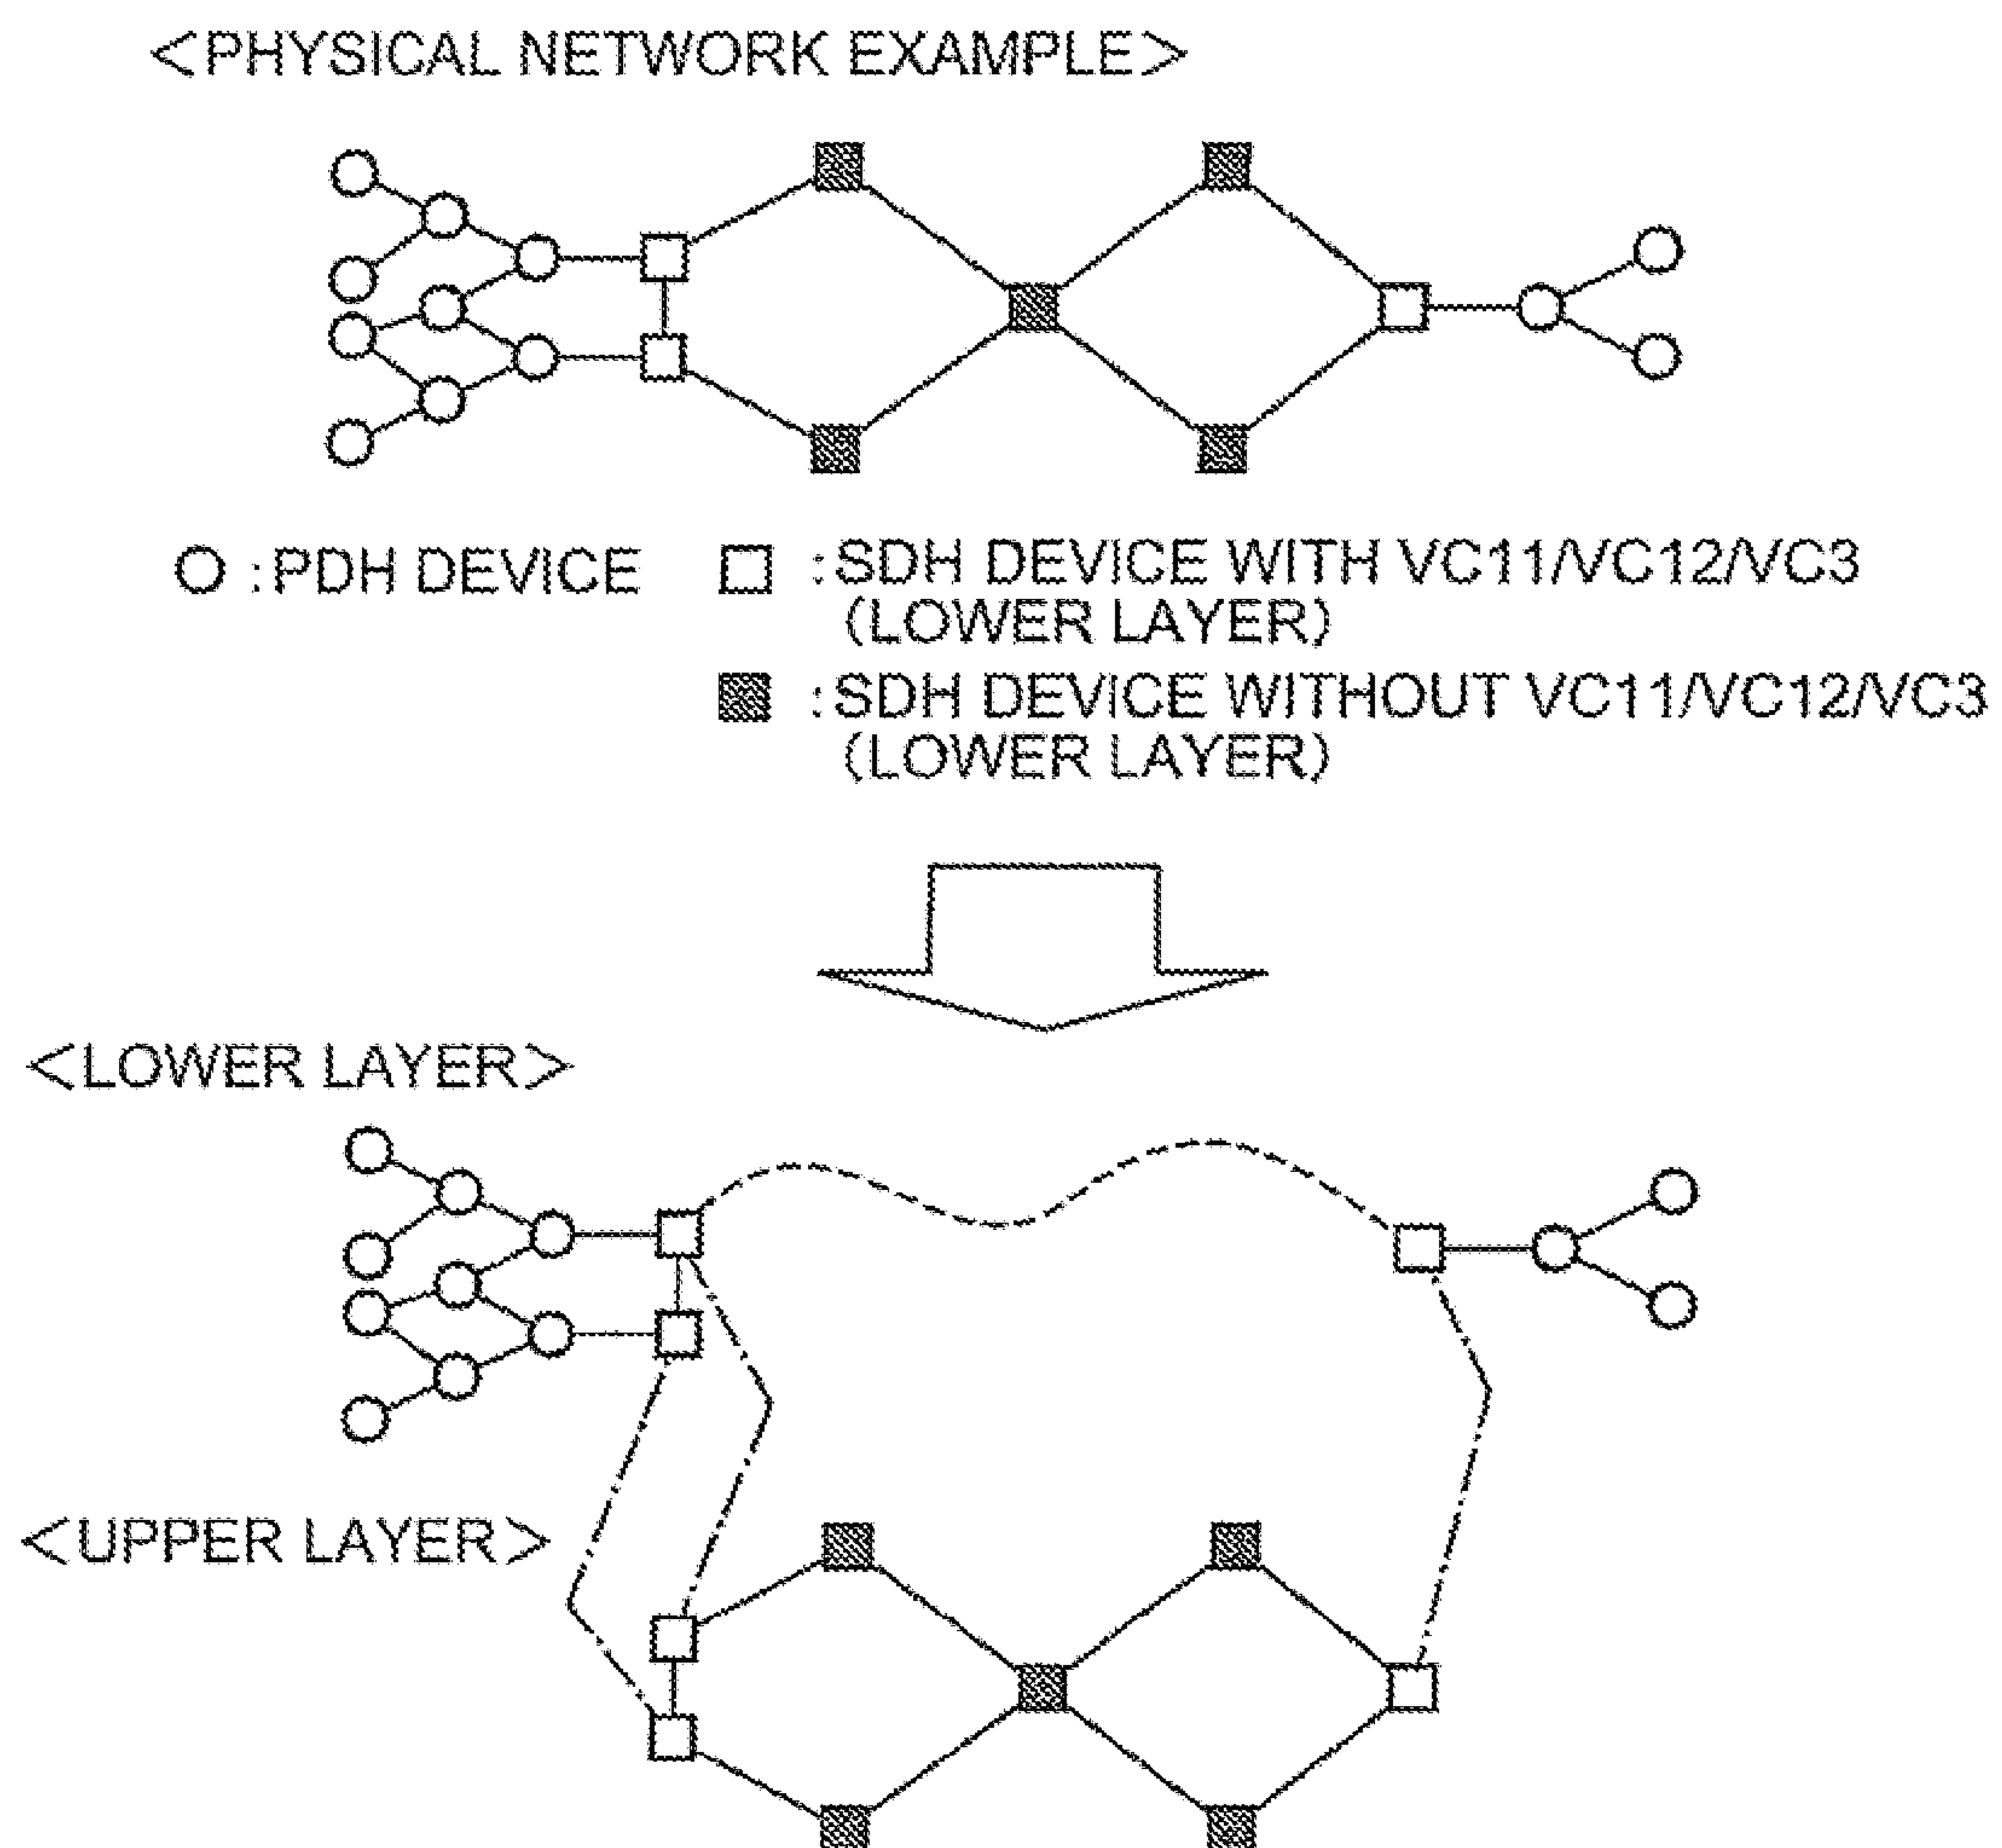 <PHYSICAL NETWORK EXAMPLE>
:PDH DEVICE
:SDH DEVICE WITH VC11/VC12/VC3
(LOWER LAYER)
:SDH DEVICE WITHOUT VC11/VC12/VC3
(LOWER LAYER)
<LOWER LAYER>
<UPPER LAYER>